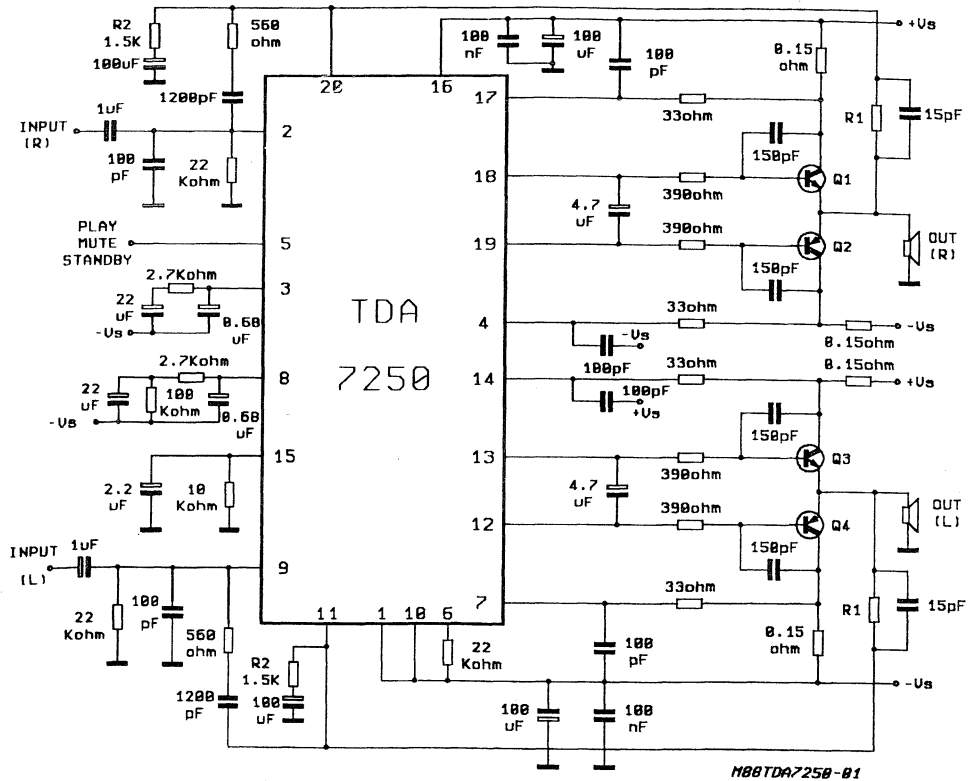 R2
1.5K
100uF
560
ohm
1200pF
1uF
INPUT
(R)
100
pF
22
Kohm
PLAY
MUTE
STANDBY
2.7Kohm
22
uF
-Vs
0.68
uF
2.7Kohm
22
uF
100
Kohm
-Vs
0.68
uF
2.2
uF
10
Kohm
INPUT
(L)
1uF
22
Kohm
100
pF
560
ohm
1200
pF
R2
1.5K
100
uF
20
16
2
5
3
8
15
9
11
1
10
6
17
18
19
4
14
13
12
7
TDA
7250
100
nF
100
uF
100
pF
+Vs
0.15
ohm
33ohm
R1
15pF
150pF
390ohm
Q1
4.7
uF
390ohm
Q2
150pF
OUT
(R)
33ohm
-Vs
100pF
-Vs
0.15ohm
0.15ohm
33ohm
100pF
+Vs
+Vs
150pF
390ohm
Q3
4.7
uF
390ohm
Q4
150pF
OUT
(L)
33ohm
R1
15pF
0.15
ohm
22
Kohm
100
pF
-Vs
100
uF
100
nF
M88TDA7250-01